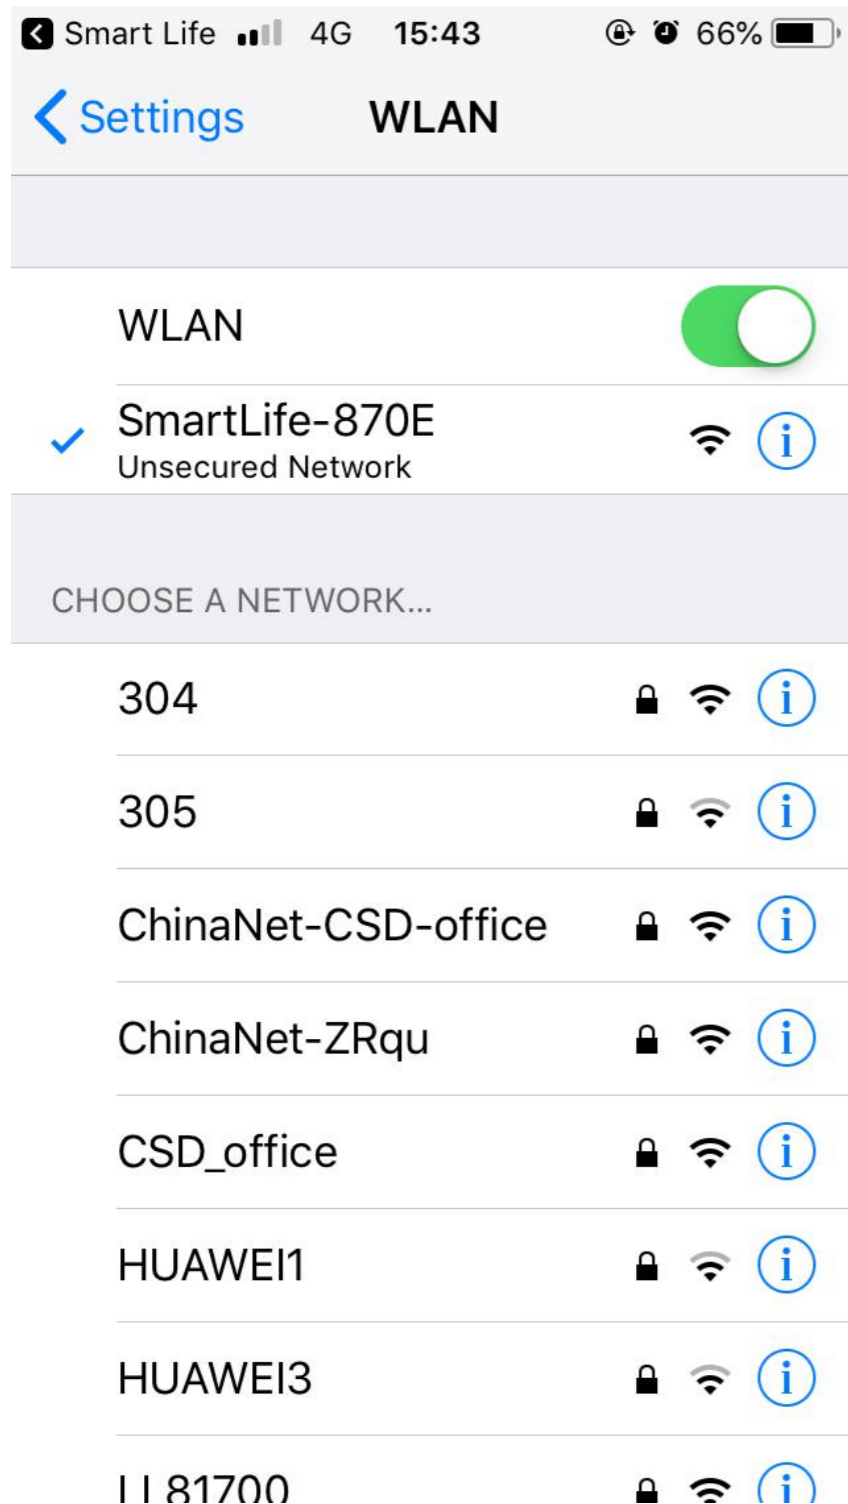 Smart Life 4G 15:43 66%
Settings WLAN
WLAN
SmartLife-870E
Unsecured Network
CHOOSE A NETWORK...
304
305
ChinaNet-CSD-office
ChinaNet-ZRqu
CSD_office
HUAWEI1
HUAWEI3